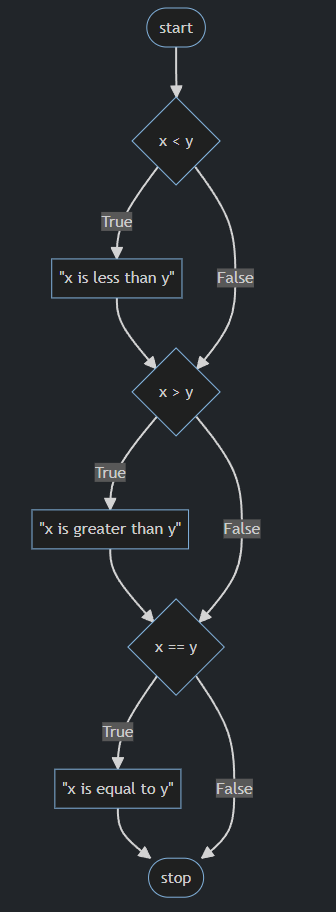 start
x < y
True
"x is less than y"
False
x > y
True
"x is greater than y"
False
x == y
True
"x is equal to y"
False
stop